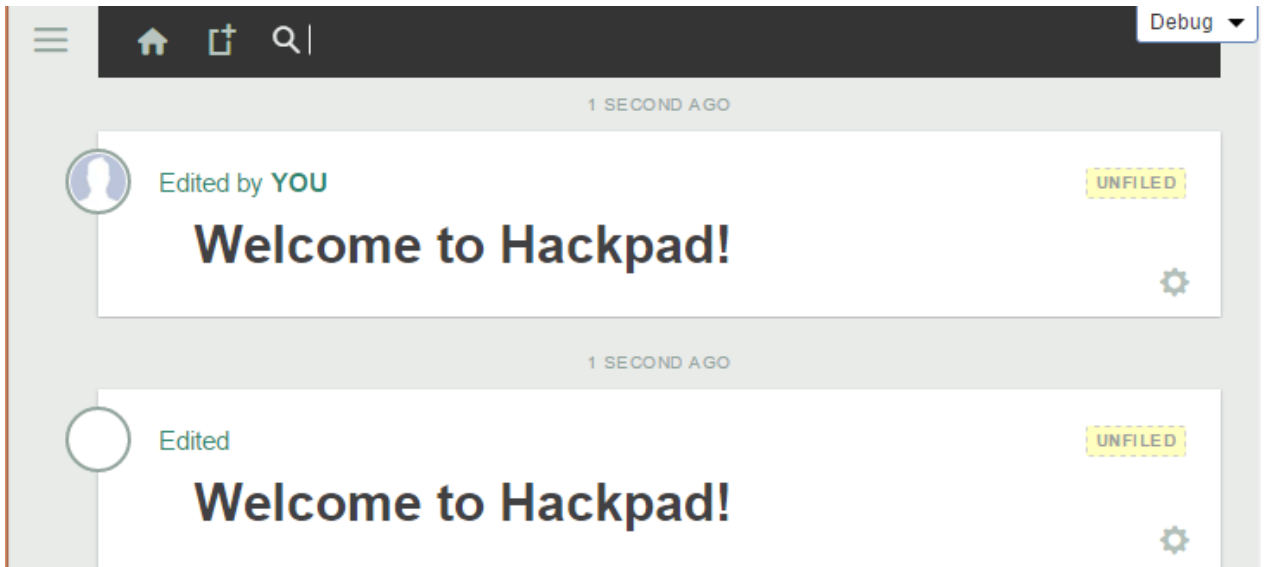 Debug
1 SECOND AGO
Edited by YOU
UNFILED
Welcome to Hackpad!
1 SECOND AGO
Edited
UNFILED
Welcome to Hackpad!